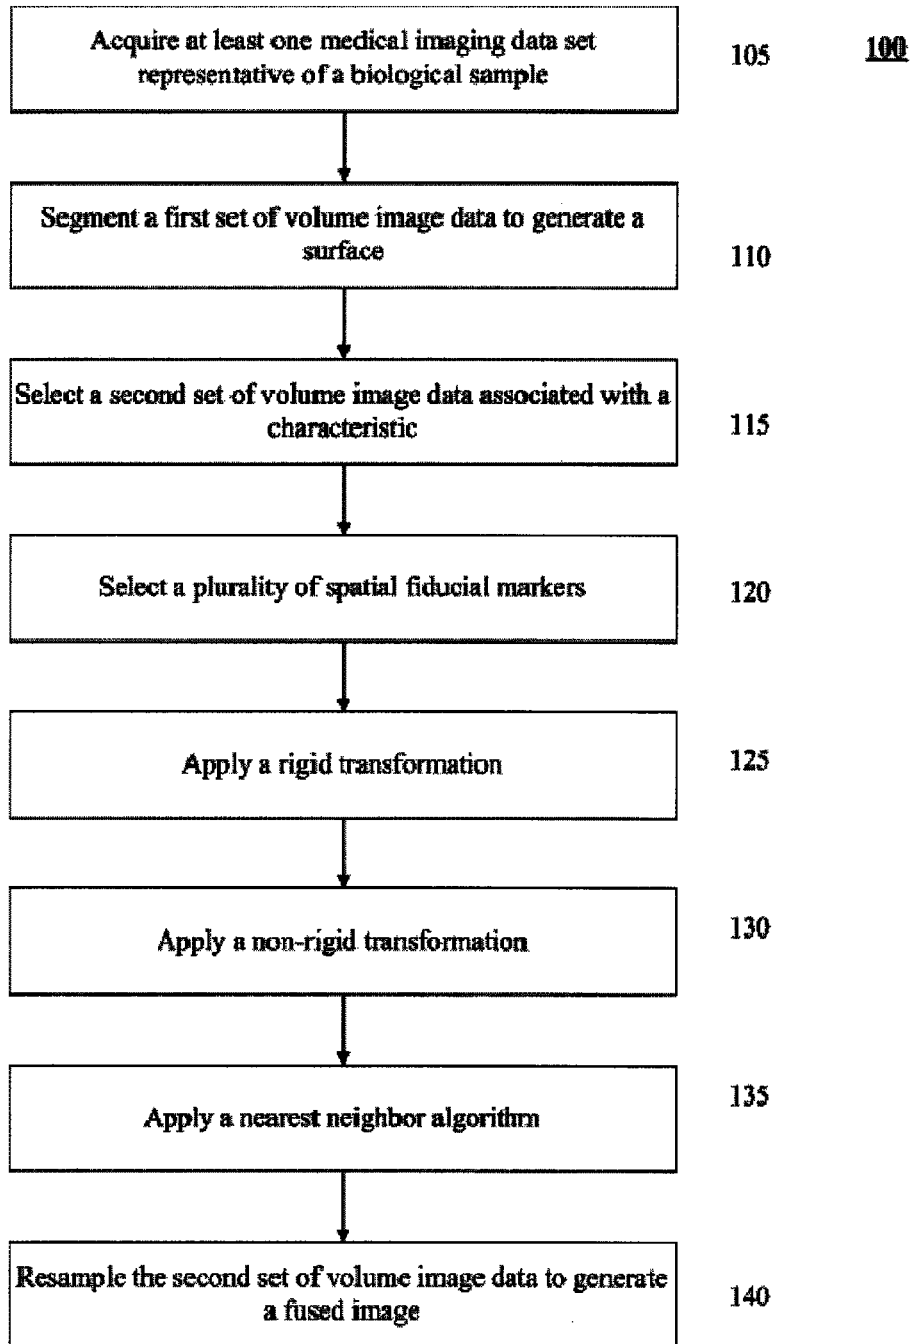 Acquire at least one medical imaging data set
representative of a biological sample
105
100
Segment a first set of volume image data to generate a
surface
110
Select a second set of volume image data associated with a
characteristic
115
Select a plurality of spatial fiducial markers
120
Apply a rigid transformation
125
Apply a non-rigid transformation
130
Apply a nearest neighbor algorithm
135
Resample the second set of volume image data to generate
a fused image
140